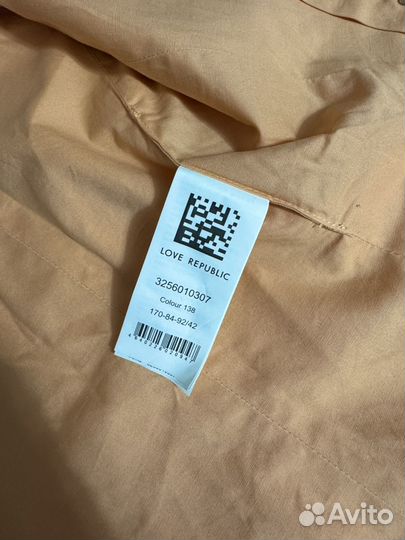 LOVE REPUBLIC
3256010307
Colour 138
170-84-92/42
Avito